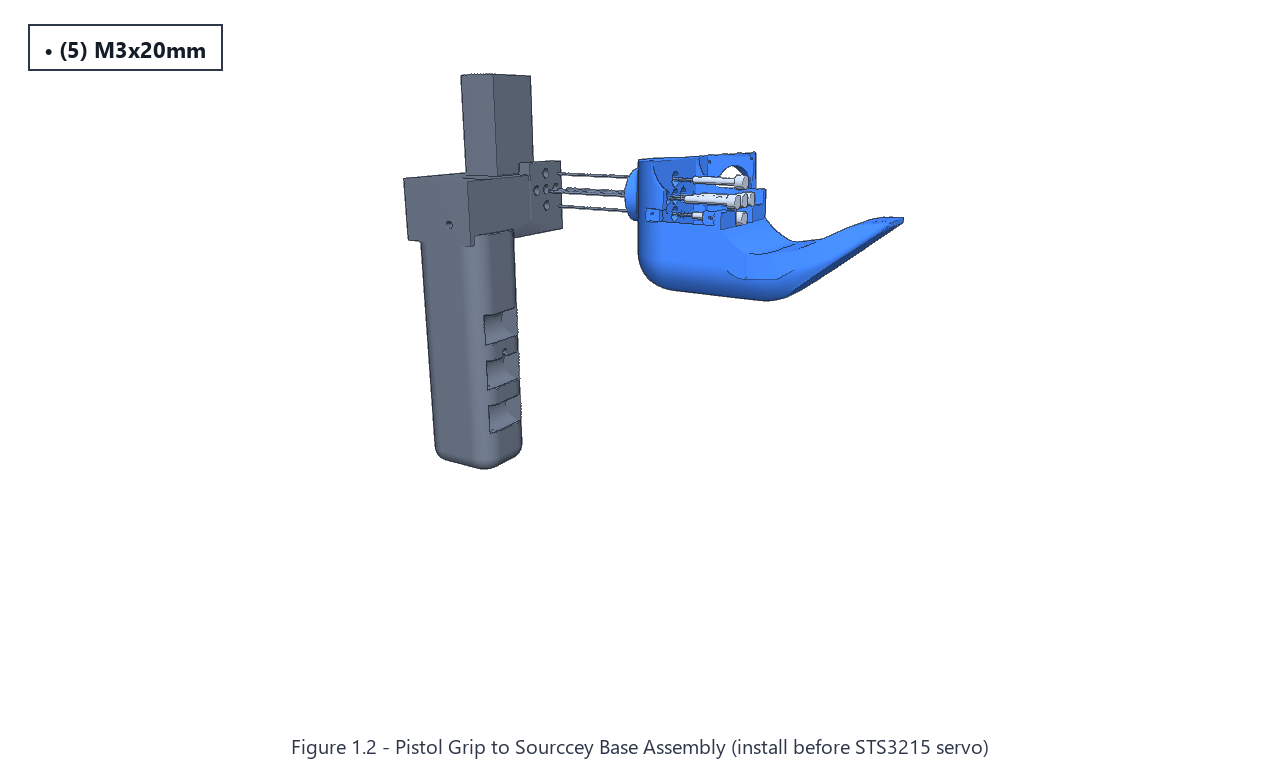 • (5) M3x20mm
Figure 1.2 - Pistol Grip to Sourccey Base Assembly (install before STS3215 servo)